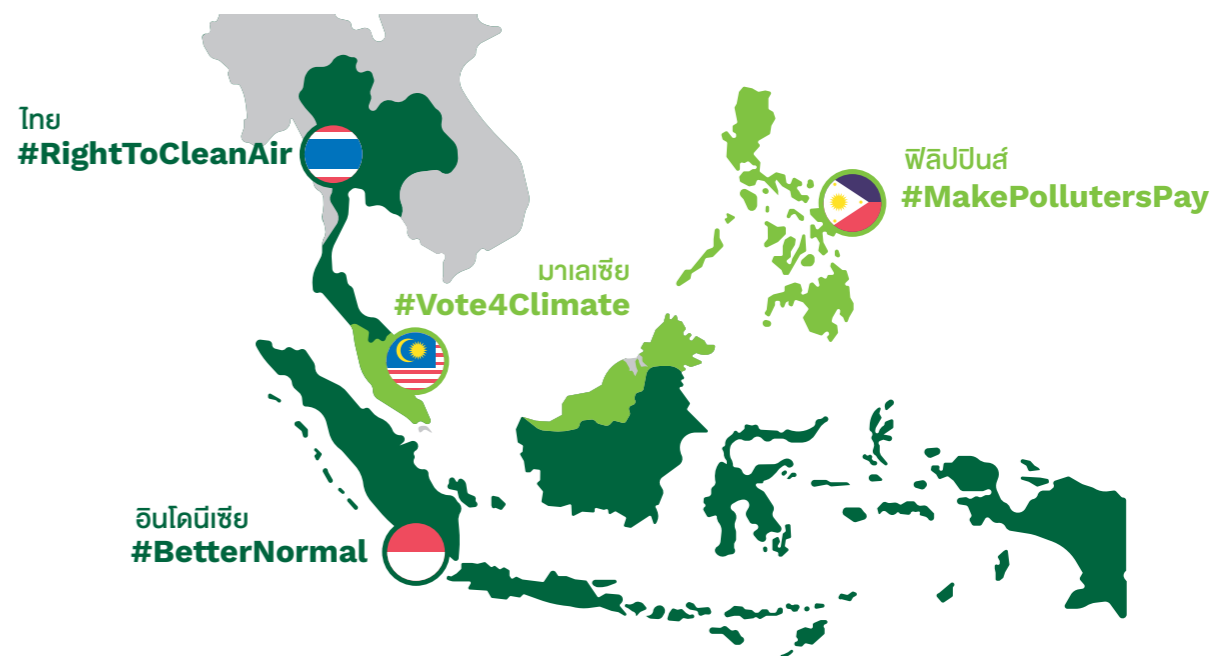 ไทย
#RightToCleanAir
ฟิลิปปินส์
#MakePollutersPay
มาเลเซีย
#Vote4Climate
อินโดนีเซีย
#BetterNormal